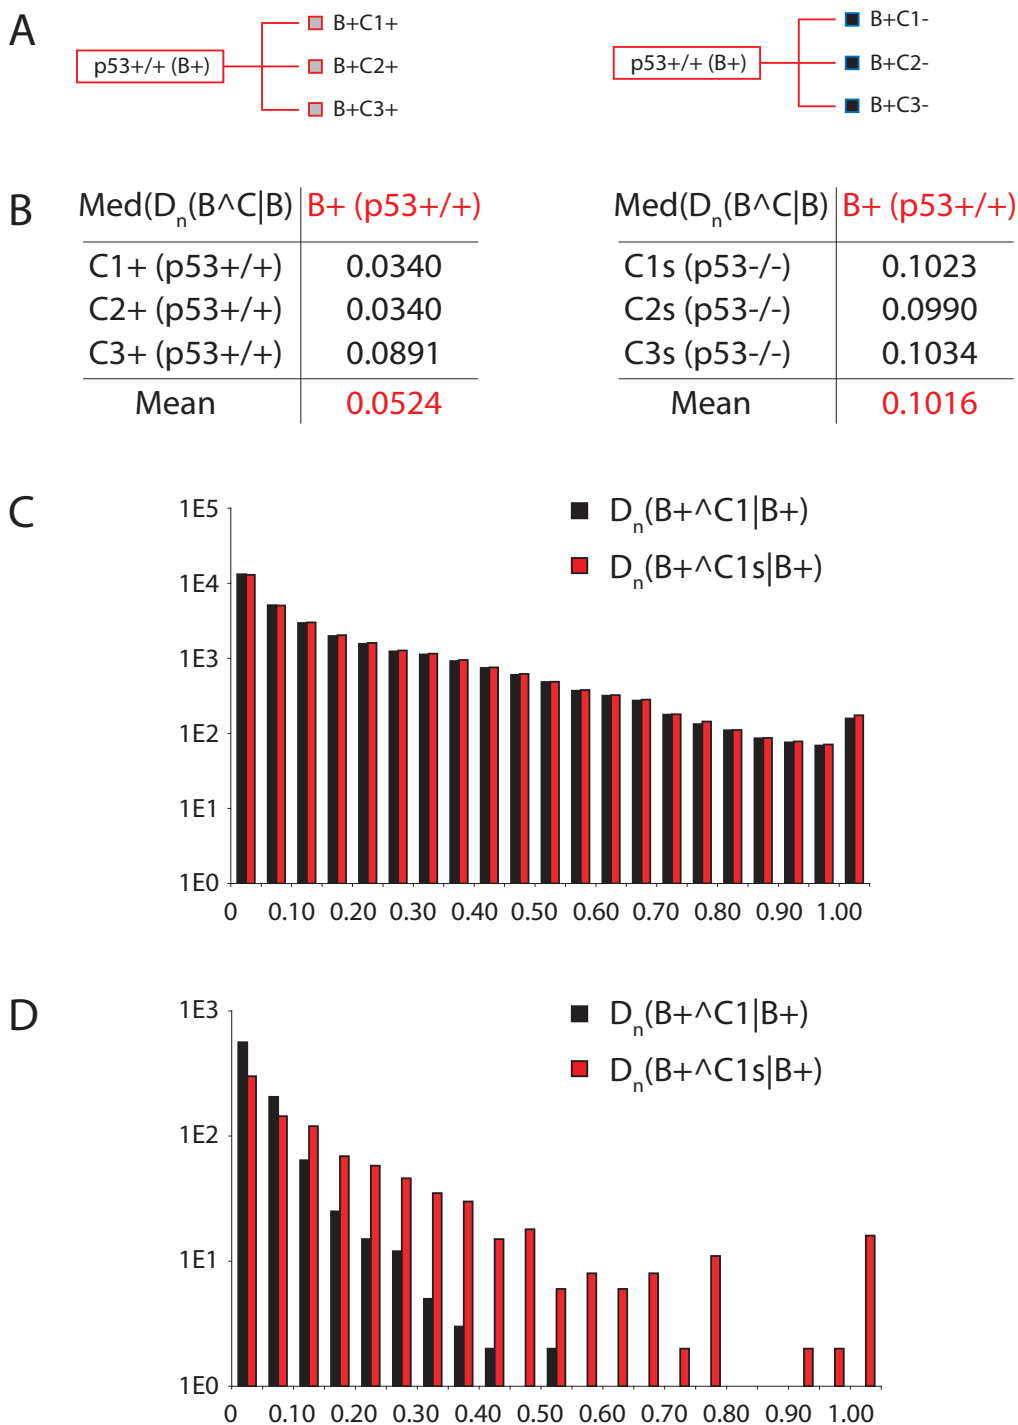 A
p53+/+ (B+)
B+C1+
B+C2+
B+C3+
p53+/+ (B+)
B+C1-
B+C2-
B+C3-
B
Med(Dn(B^C|B) B+ (p53+/+)
C1+ (p53+/+) 0.0340
C2+ (p53+/+) 0.0340
C3+ (p53+/+) 0.0891
Mean 0.0524
Med(Dn(B^C|B) B+ (p53+/+)
C1s (p53-/-) 0.1023
C2s (p53-/-) 0.0990
C3s (p53-/-) 0.1034
Mean 0.1016
C
Dn(B+^C1|B+)
Dn(B+^C1s|B+)
1E5
1E4
1E3
1E2
1E1
1E0
0 0.10 0.20 0.30 0.40 0.50 0.60 0.70 0.80 0.90 1.00
D
Dn(B+^C1|B+)
Dn(B+^C1s|B+)
1E3
1E2
1E1
1E0
0 0.10 0.20 0.30 0.40 0.50 0.60 0.70 0.80 0.90 1.00